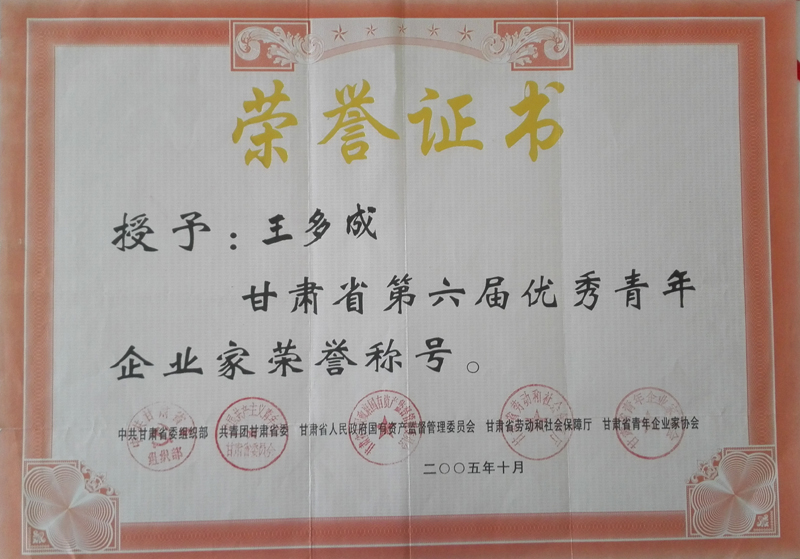 荣誉证书
授予：王多成
甘肃省第六届优秀青年
企业家荣誉称号。
中共甘肃省委组织部 共青团甘肃省委 甘肃省人民政府国有资产监督管理委员会 甘肃省劳动和社会保障厅 甘肃省青年企业家协会
二〇〇五年十月